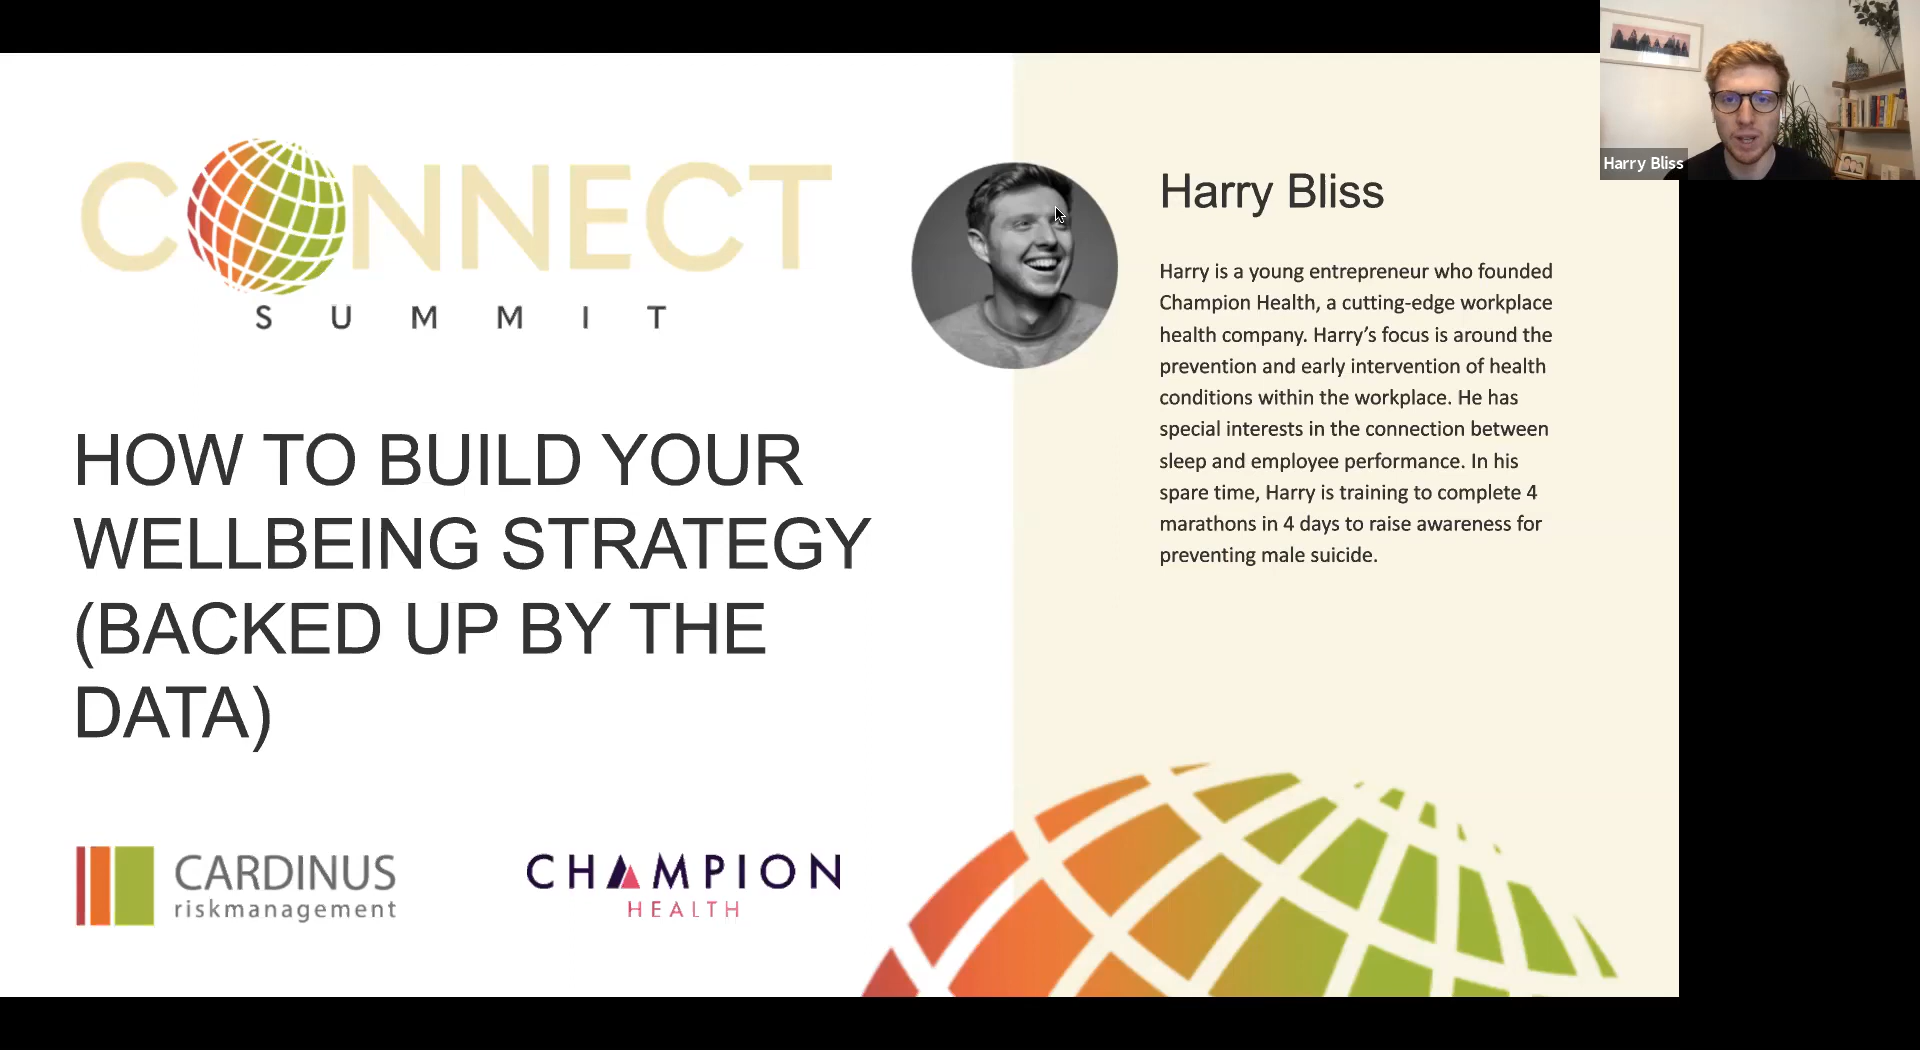 CONNECT
SUMMIT
HOW TO BUILD YOUR
WELLBEING STRATEGY
(BACKED UP BY THE
DATA)
CARDINUS
riskmanagement
CHAMPION
HEALTH
Harry Bliss
Harry is a young entrepreneur who founded
Champion Health, a cutting-edge workplace
health company. Harry’s focus is around the
prevention and early intervention of health
conditions within the workplace. He has
special interests in the connection between
sleep and employee performance. In his
spare time, Harry is training to complete 4
marathons in 4 days to raise awareness for
preventing male suicide.
Harry Bliss